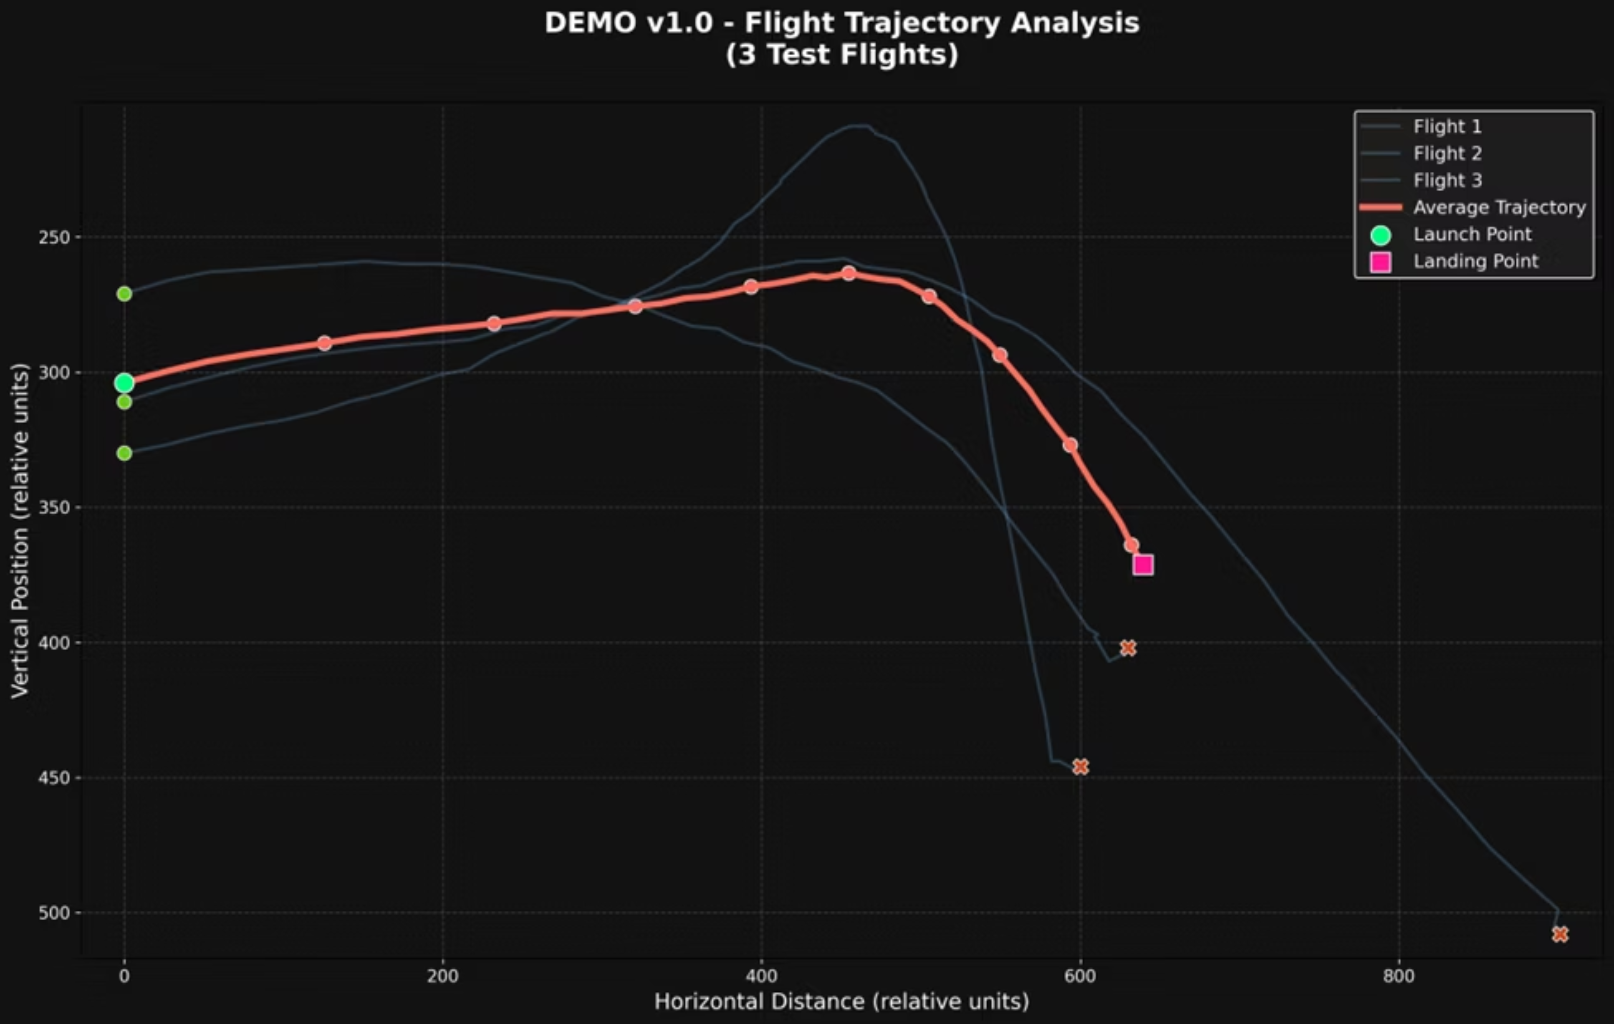 DEMO v1.0 - Flight Trajectory Analysis
(3 Test Flights)
Flight 1
Flight 2
Flight 3
Average Trajectory
Launch Point
Landing Point
Vertical Position (relative units)
250
300
350
400
450
500
0
200
400
600
800
Horizontal Distance (relative units)